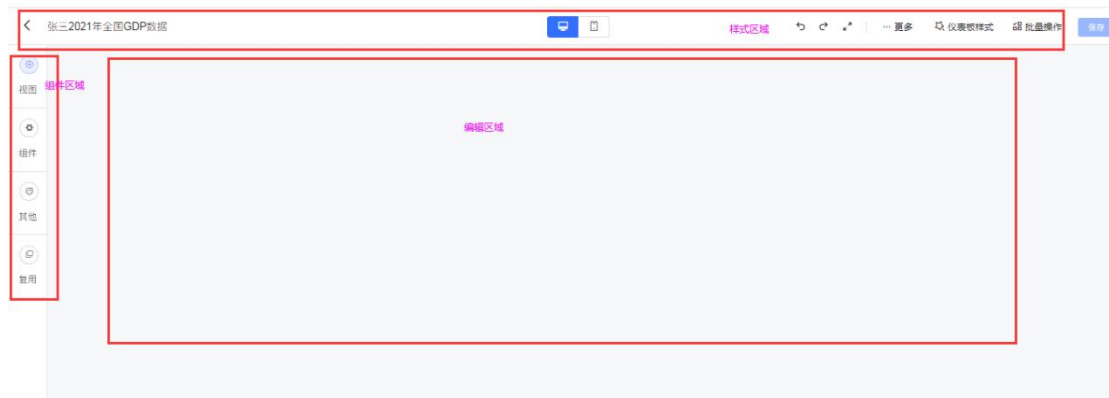 张三2021年全国GDP数据
样式区域
··· 更多
仪表板样式
批量操作
保存
视图
组件区域
编辑区域
组件
其他
复用